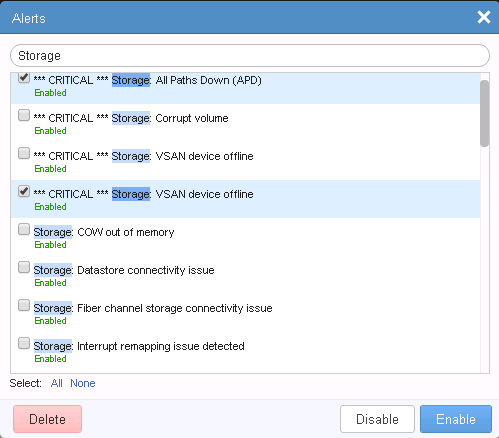 Alerts
Storage
*** CRITICAL *** Storage: All Paths Down (APD)
Enabled
*** CRITICAL *** Storage: Corrupt volume
Enabled
*** CRITICAL *** Storage: VSAN device offline
Enabled
*** CRITICAL *** Storage: VSAN device offline
Enabled
Storage: COW out of memory
Enabled
Storage: Datastore connectivity issue
Enabled
Storage: Fiber channel storage connectivity issue
Enabled
Storage: Interrupt remapping issue detected
Enabled
Select: All None
Delete Disable Enable